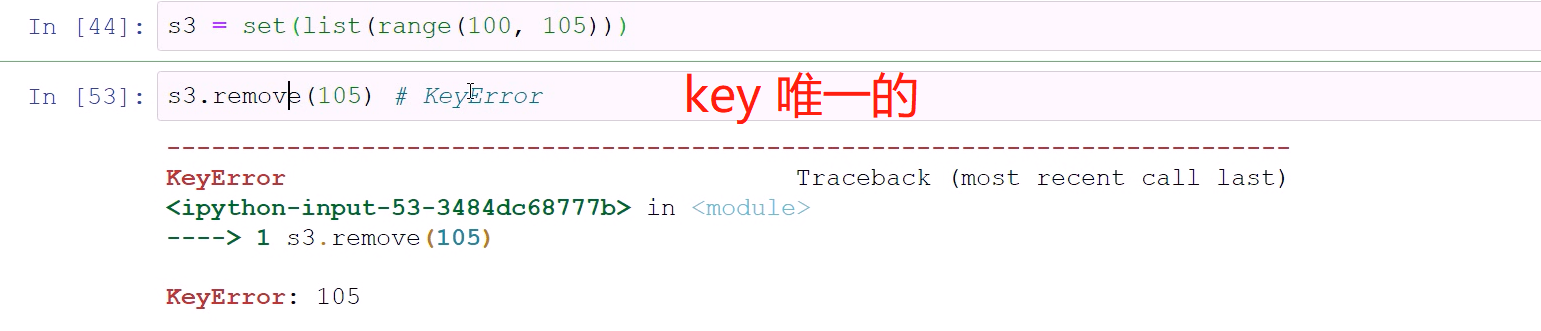 In [44]: s3 = set(list(range(100, 105)))
In [53]: s3.remove(105) # KeyError key 唯一的
---------------------------------------------------------------------------
KeyError Traceback (most recent call last)
<ipython-input-53-3484dc68777b> in <module>
----> 1 s3.remove(105)
KeyError: 105